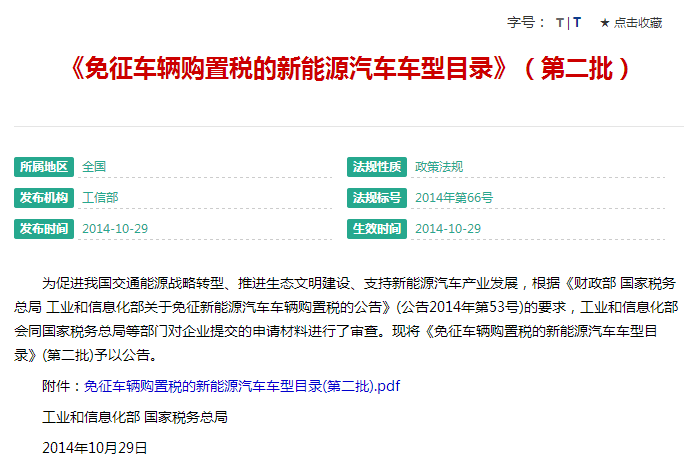 字号： T | T ★ 点击收藏
《免征车辆购置税的新能源汽车车型目录》（第二批）
所属地区 全国 法规性质 政策法规
发布机构 工信部 法规标号 2014年第66号
发布时间 2014-10-29 生效时间 2014-10-29
为促进我国交通能源战略转型、推进生态文明建设、支持新能源汽车产业发展，根据《财政部 国家税务
总局 工业和信息化部关于免征新能源汽车车辆购置税的公告》(公告2014年第53号)的要求，工业和信息化部
会同国家税务总局等部门对企业提交的申请材料进行了审查。现将《免征车辆购置税的新能源汽车车型目
录》(第二批)予以公告。
附件：免征车辆购置税的新能源汽车车型目录(第二批).pdf
工业和信息化部 国家税务总局
2014年10月29日